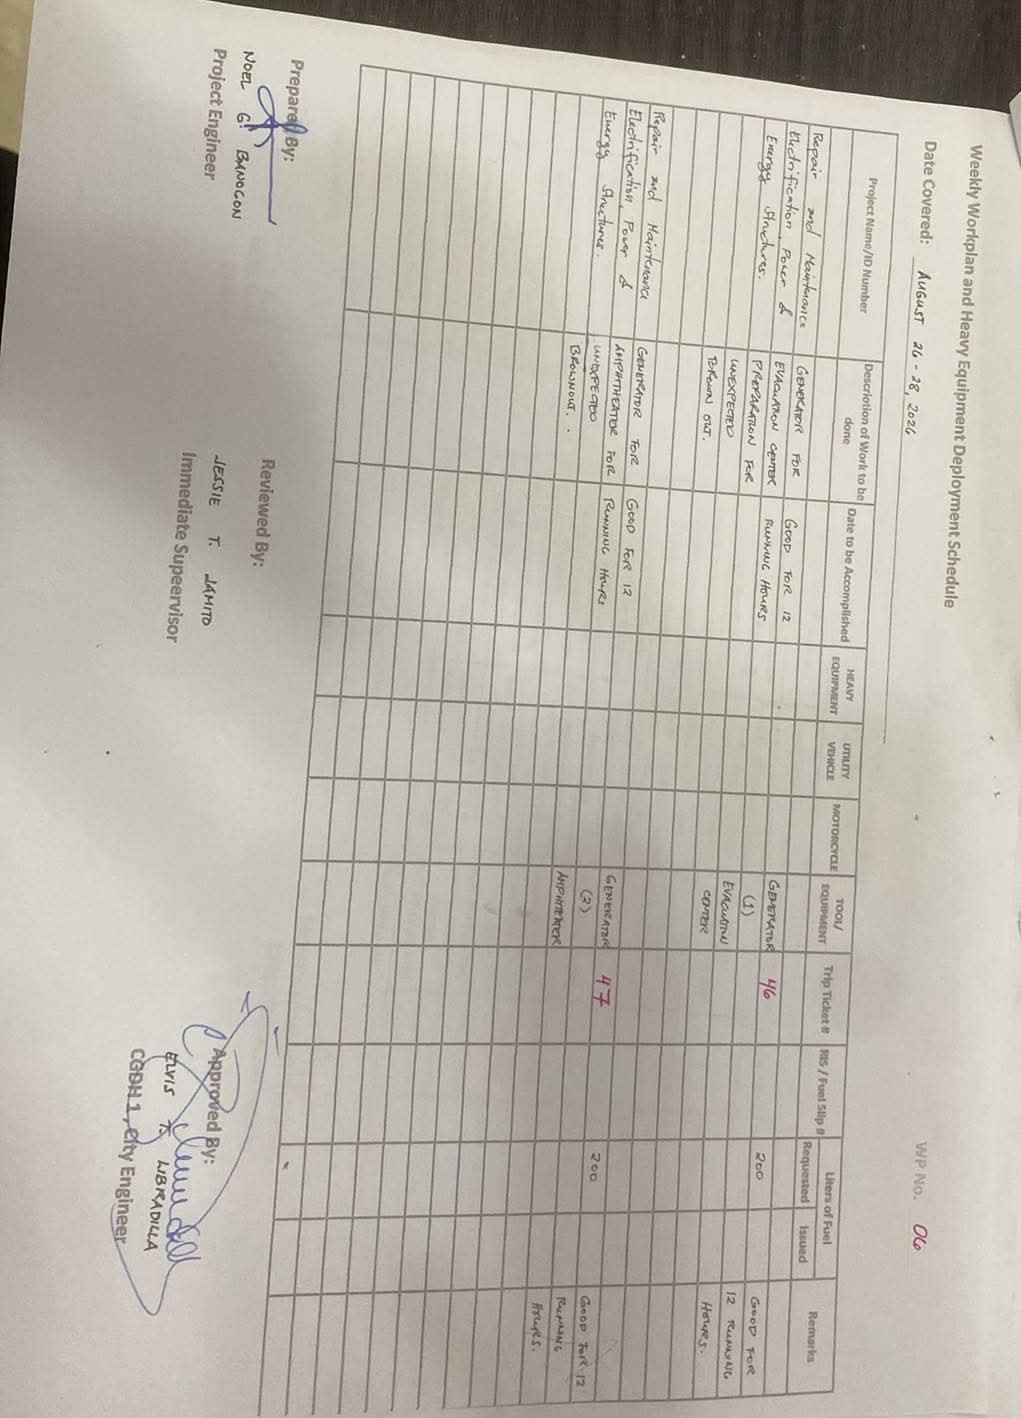 Weekly Workplan and Heavy Equipment Deployment Schedule
Date Covered: AUGUST 26 - 28, 2026
WP No. 06
Project Name/ID Number
Descriotion of Work to be
done
Date to be Accomplished
HEAVY
EQUIPMENT
UTILITY
VEHICLE
MOTORCYCLE
TOOL/
EQUIPMENT
Trip Ticket #
RIS / Fuel Slip #
Liters of Fuel
Requested
Issued
Remarks
Repair and Maintenance
Electrification, Power &
Energy Structures.
GENERATOR FOR
EVACUATION CENTER
PREPARATION FOR
UNEXPECTED
BROWN OUT.
GOOD FOR 12
RUNNING HOURS
GENERATOR
(1)
EVACUATION
CENTER
46
200
GOOD FOR
12 RUNNING
HOURS.
Repair and Maintenance
Electrification, Power &
Energy Structures.
GENERATOR FOR
AMPHITHEATER FOR
UNEXPECTED
BROWNOUT.
GOOD FOR 12
RUNNING HOURS
GENERATOR
(2)
AMPHITEATER
47
200
GOOD FOR 12
RUNNING
HOURS.
Prepared By:
NOEL G. BANOGON
Project Engineer
Reviewed By:
JESSIE T. JAMITO
Immediate Supeervisor
Approved By:
ELVIS B. LIBRADILLA
CGDH 1, City Engineer